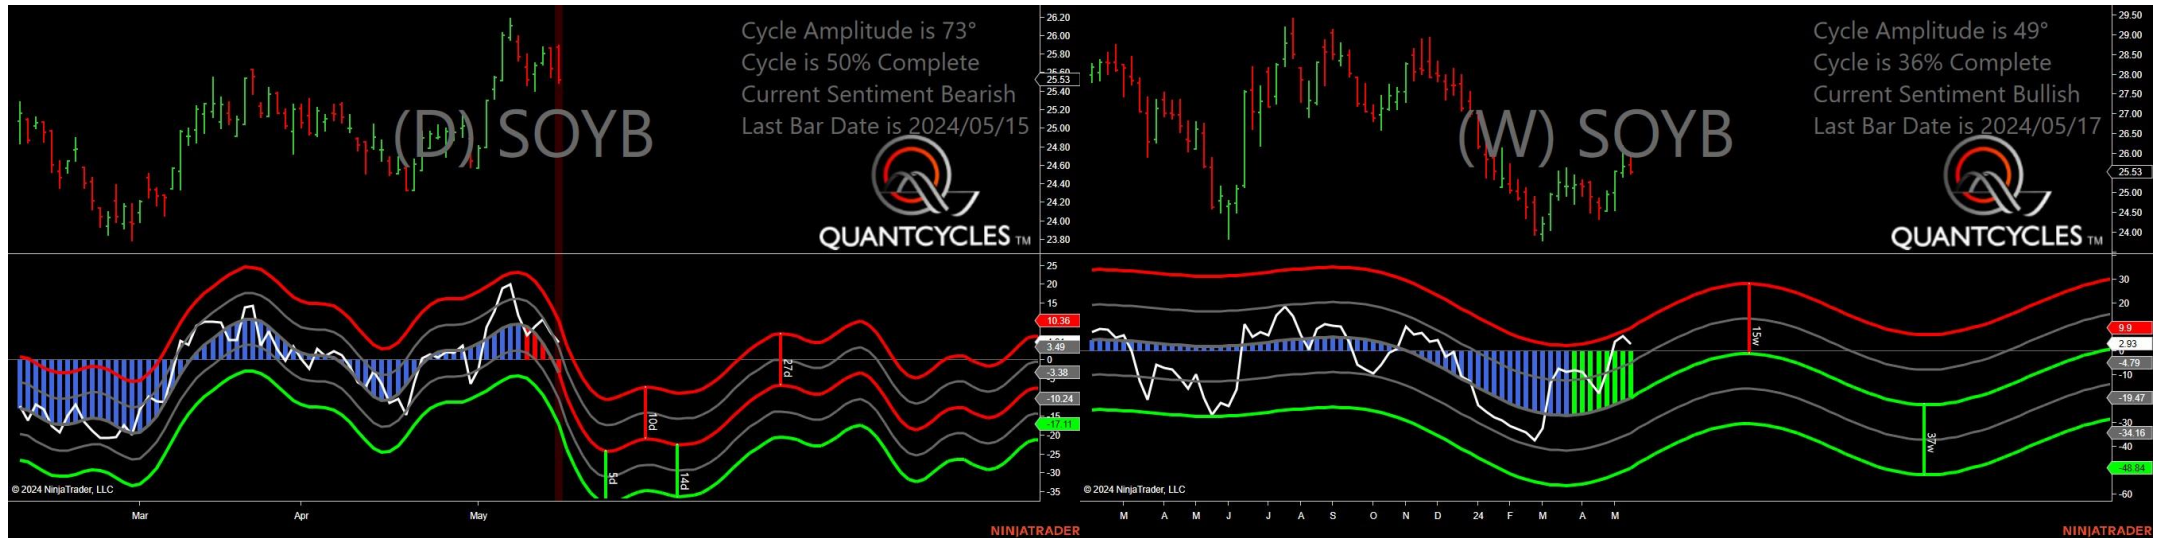 Cycle Amplitude is 73°
Cycle is 50% Complete
Current Sentiment Bearish
Last Bar Date is 2024/05/15
(D) SOYB
QUANTCYCLES TM
26.20
26.00
25.80
25.53
25.40
25.20
25.00
24.80
24.60
24.40
24.20
24.00
23.80
25
20
15
10.36
3.49
0
-3.38
-10.24
-15
-17.11
-20
-25
-30
-35
5d
10d
14d
27d
© 2024 NinjaTrader, LLC
Mar
Apr
May
NINJATRADER
Cycle Amplitude is 49°
Cycle is 36% Complete
Current Sentiment Bullish
Last Bar Date is 2024/05/17
(W) SOYB
QUANTCYCLES TM
29.50
29.00
28.50
28.00
27.50
27.00
26.50
26.00
25.53
25.00
24.50
24.00
30
20
9.9
2.93
-4.79
-10
-19.47
-30
-34.16
-40
-48.84
-60
15w
37w
© 2024 NinjaTrader, LLC
M A M J J A S O N D 24 F M A M
NINJATRADER